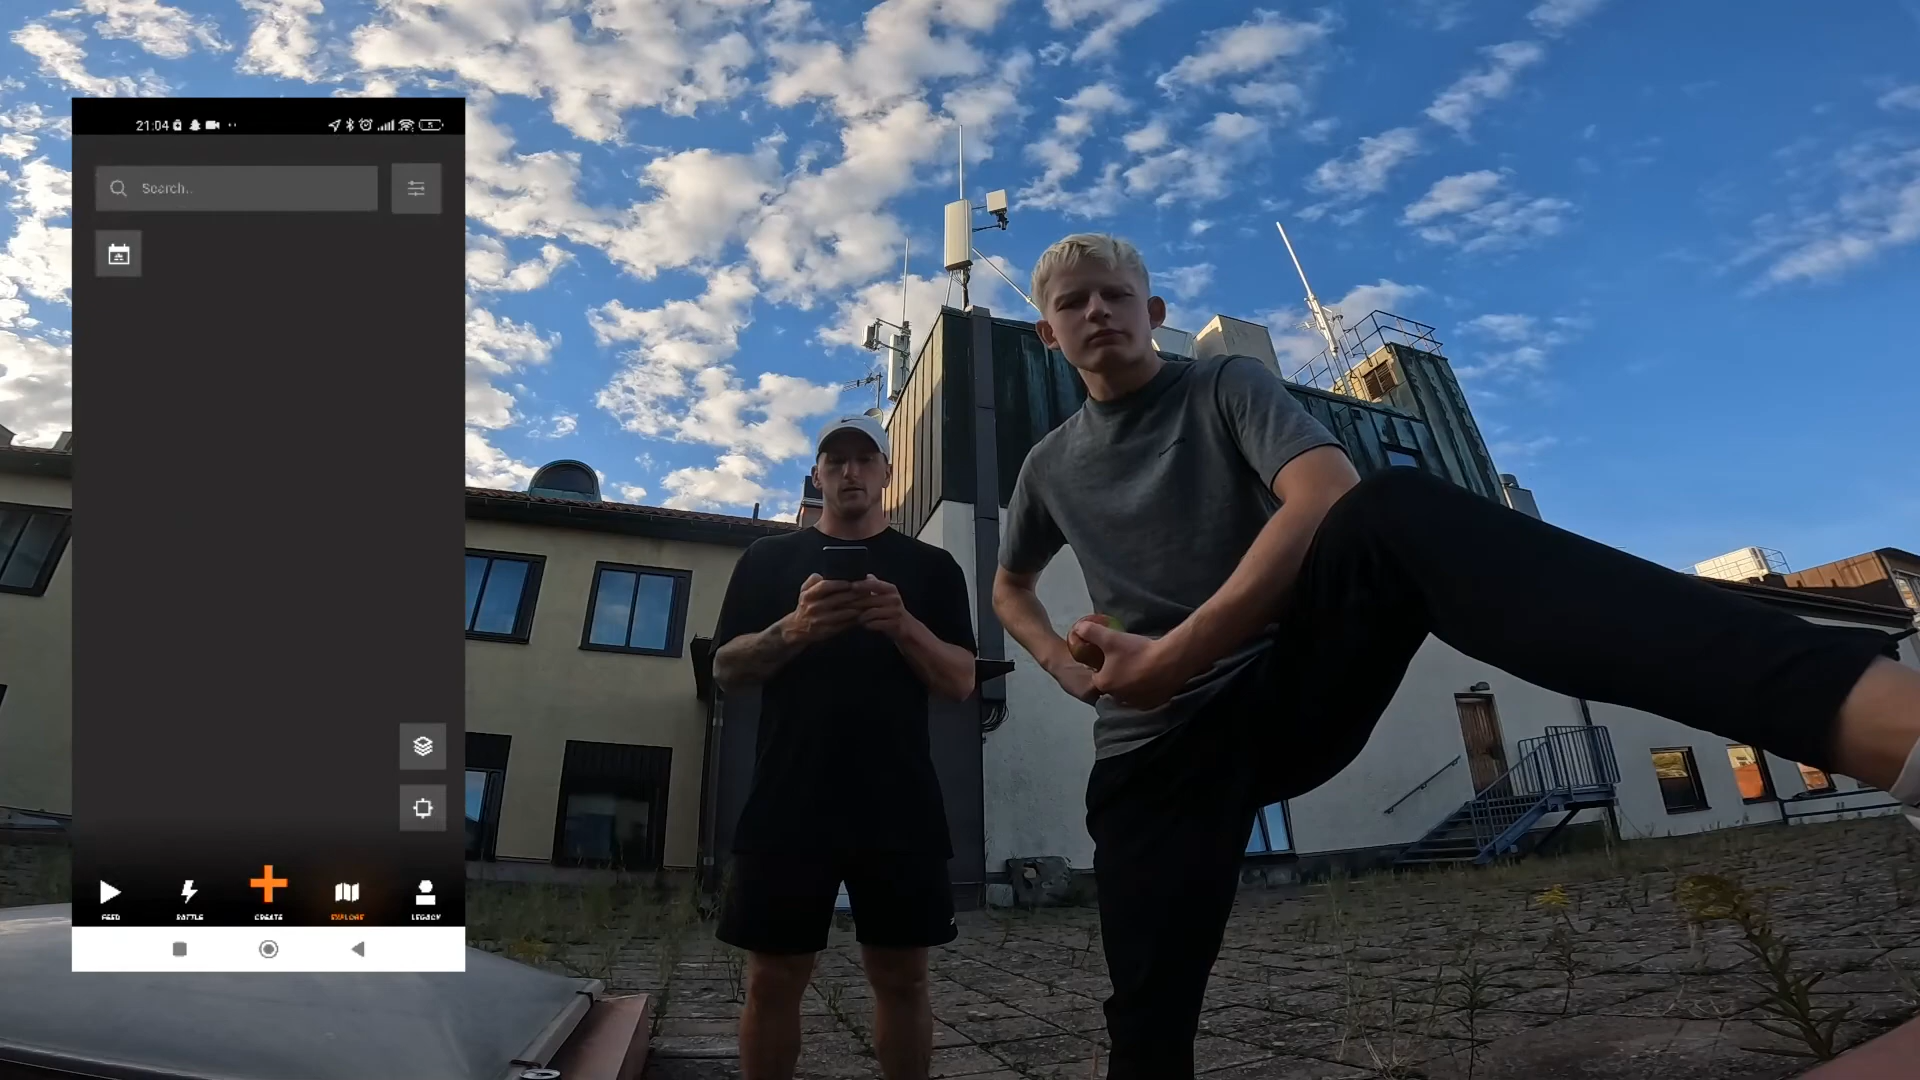 21:04
Search..
FEED
BATTLE
CREATE
EXPLORE
LEGACY